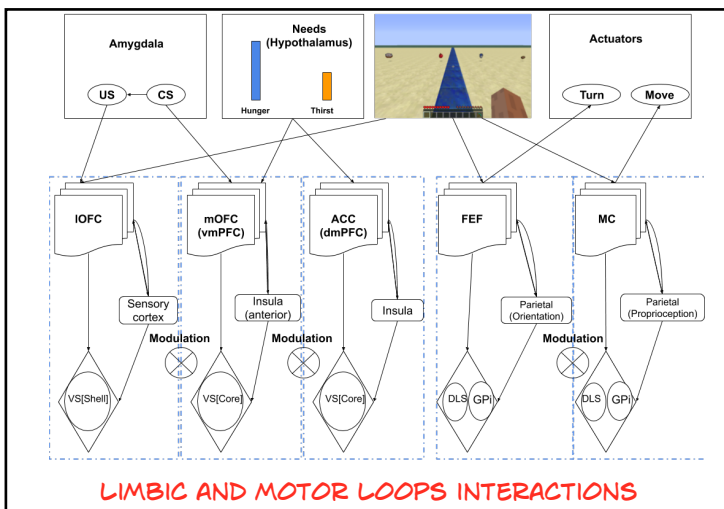 Amygdala
US
CS
Needs
(Hypothalamus)
Hunger
Thirst
Actuators
Turn
Move
lOFC
mOFC
(vmPFC)
ACC
(dmPFC)
FEF
MC
Sensory
cortex
Insula
(anterior)
Insula
Parietal
(Orientation)
Parietal
(Proprioception)
Modulation
Modulation
Modulation
VS[Shell]
VS[Core]
VS[Core]
DLS
GPi
DLS
GPi
LIMBIC AND MOTOR LOOPS INTERACTIONS